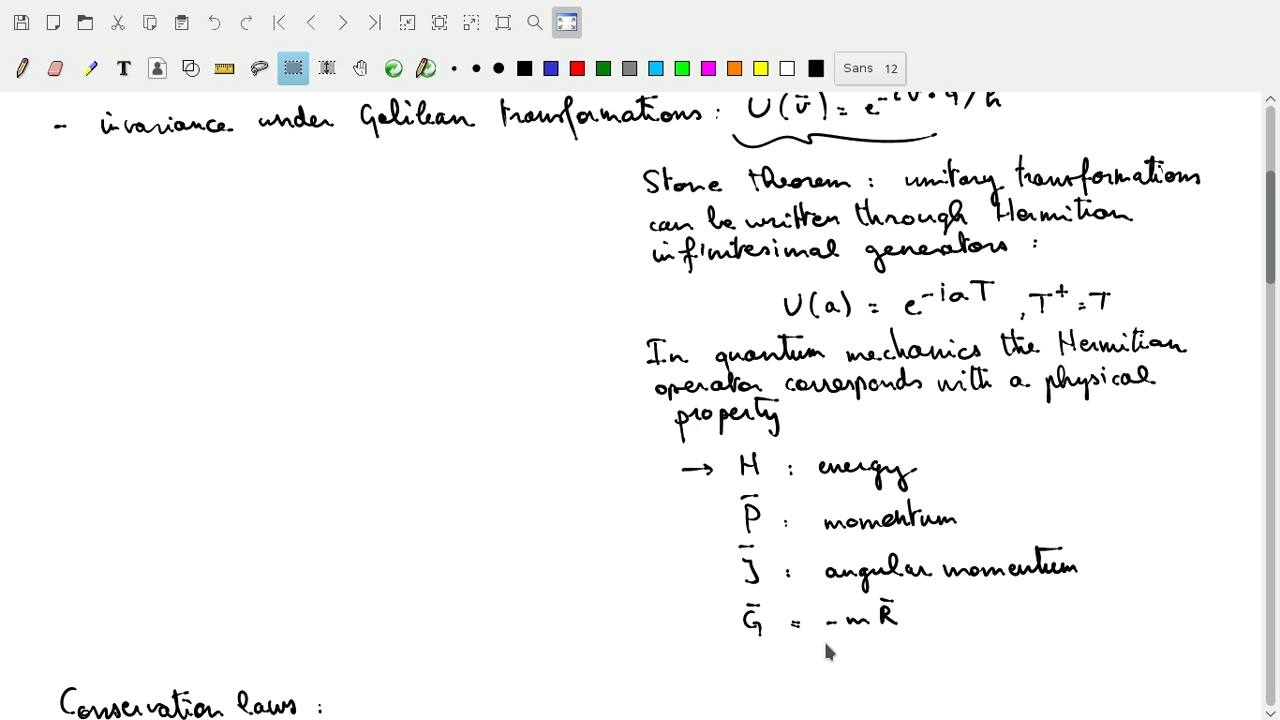 Sans 12
- invariance under Galilean transformations : U(v̄) = e^{-iv̄·Ḡ/ħ}
Stone theorem : unitary transformations
can be written through Hermitian
infinitesimal generators :
U(a) = e^{-iaT} , T⁺ = T
In quantum mechanics the Hermitian
operator corresponds with a physical
property
→ H : energy
P̄ : momentum
J̄ : angular momentum
Ḡ = -m R̄
Conservation laws :